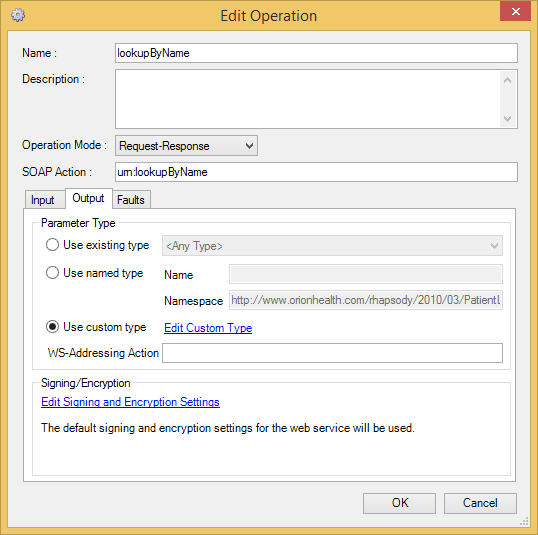 Edit Operation
Name :
lookupByName
Description :
Operation Mode :
Request-Response
SOAP Action :
urn:lookupByName
Input
Output
Faults
Parameter Type
Use existing type
<Any Type>
Use named type
Name
Namespace
http://www.orionhealth.com/rhapsody/2010/03/Patient
Use custom type
Edit Custom Type
WS-Addressing Action
Signing/Encryption
Edit Signing and Encryption Settings
The default signing and encryption settings for the web service will be used.
OK
Cancel